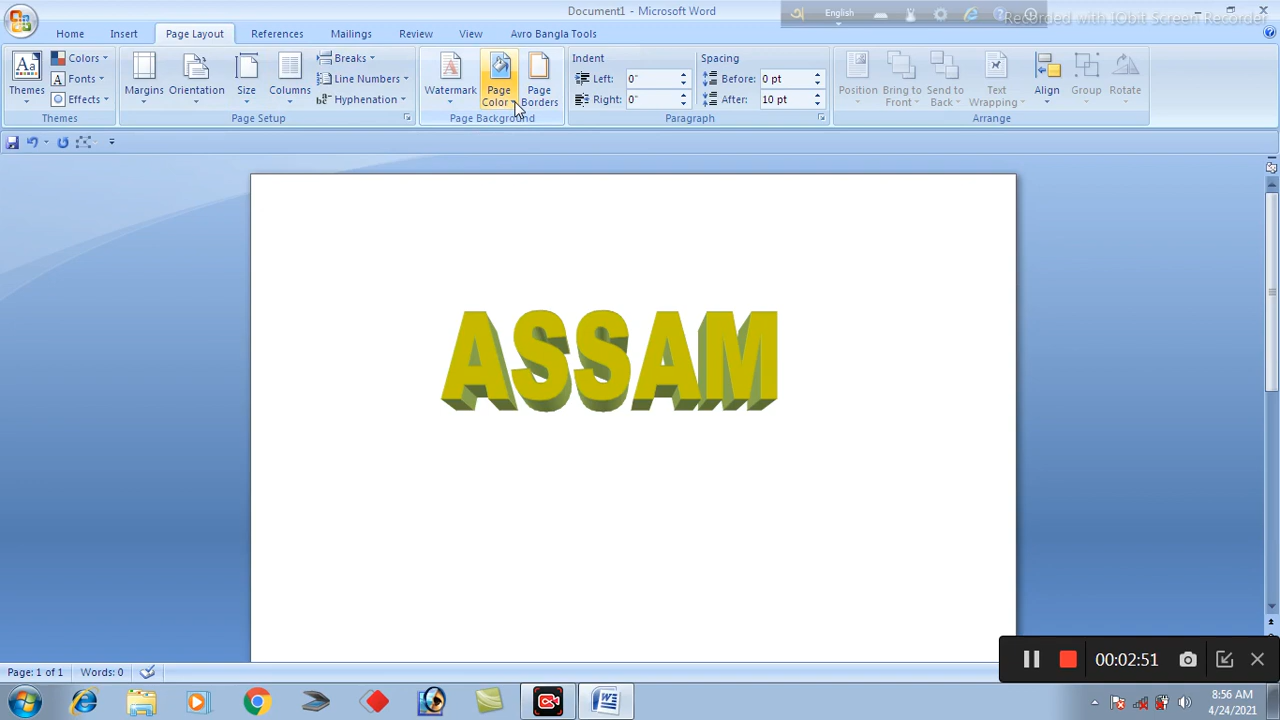 Document1 - Microsoft Word
English
Recorded with IObit Screen Recorder
Home Insert Page Layout References Mailings Review View Avro Bangla Tools
Themes
Colors
Fonts
Effects
Themes
Margins
Orientation
Size
Columns
Breaks
Line Numbers
Hyphenation
Page Setup
Watermark
Page Color
Page Borders
Page Background
Indent
Left: 0"
Right: 0"
Spacing
Before: 0 pt
After: 10 pt
Paragraph
Position
Bring to Front
Send to Back
Text Wrapping
Align
Group
Rotate
Arrange
ASSAM
00:02:51
Page: 1 of 1 Words: 0
8:56 AM
4/24/2021